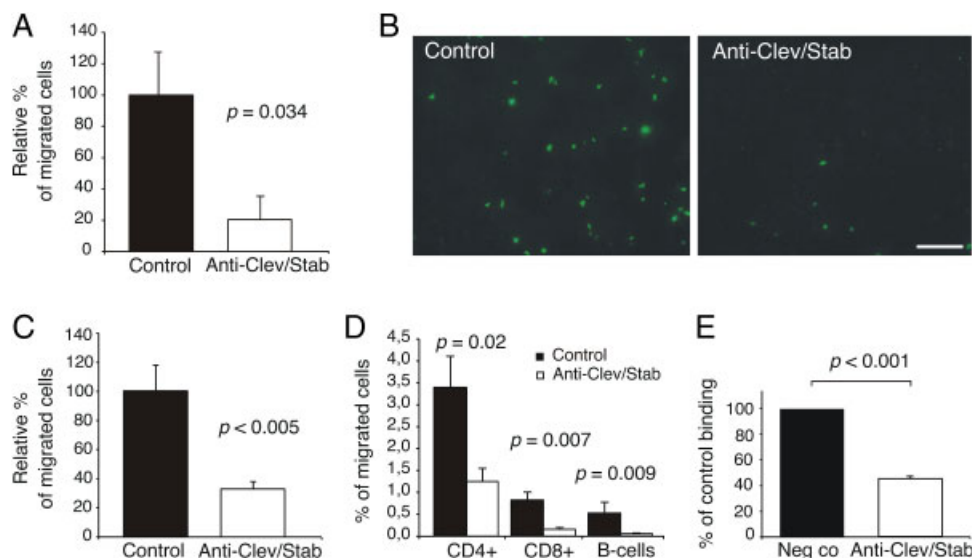 A
Relative %
of migrated cells
140
120
100
80
60
40
20
0
p = 0.034
Control
Anti-Clev/Stab
B
Control
Anti-Clev/Stab
C
Relative %
of migrated cells
140
120
100
80
60
40
20
0
p < 0.005
Control
Anti-Clev/Stab
D
% of migrated cells
4,5
4,0
3,5
3,0
2,5
2,0
1,5
1,0
0,5
0,0
p = 0.02
Control
Anti-Clev/Stab
p = 0.007
p = 0.009
CD4+
CD8+
B-cells
E
% of control binding
100
80
60
40
20
0
p < 0.001
Neg co
Anti-Clev/Stab